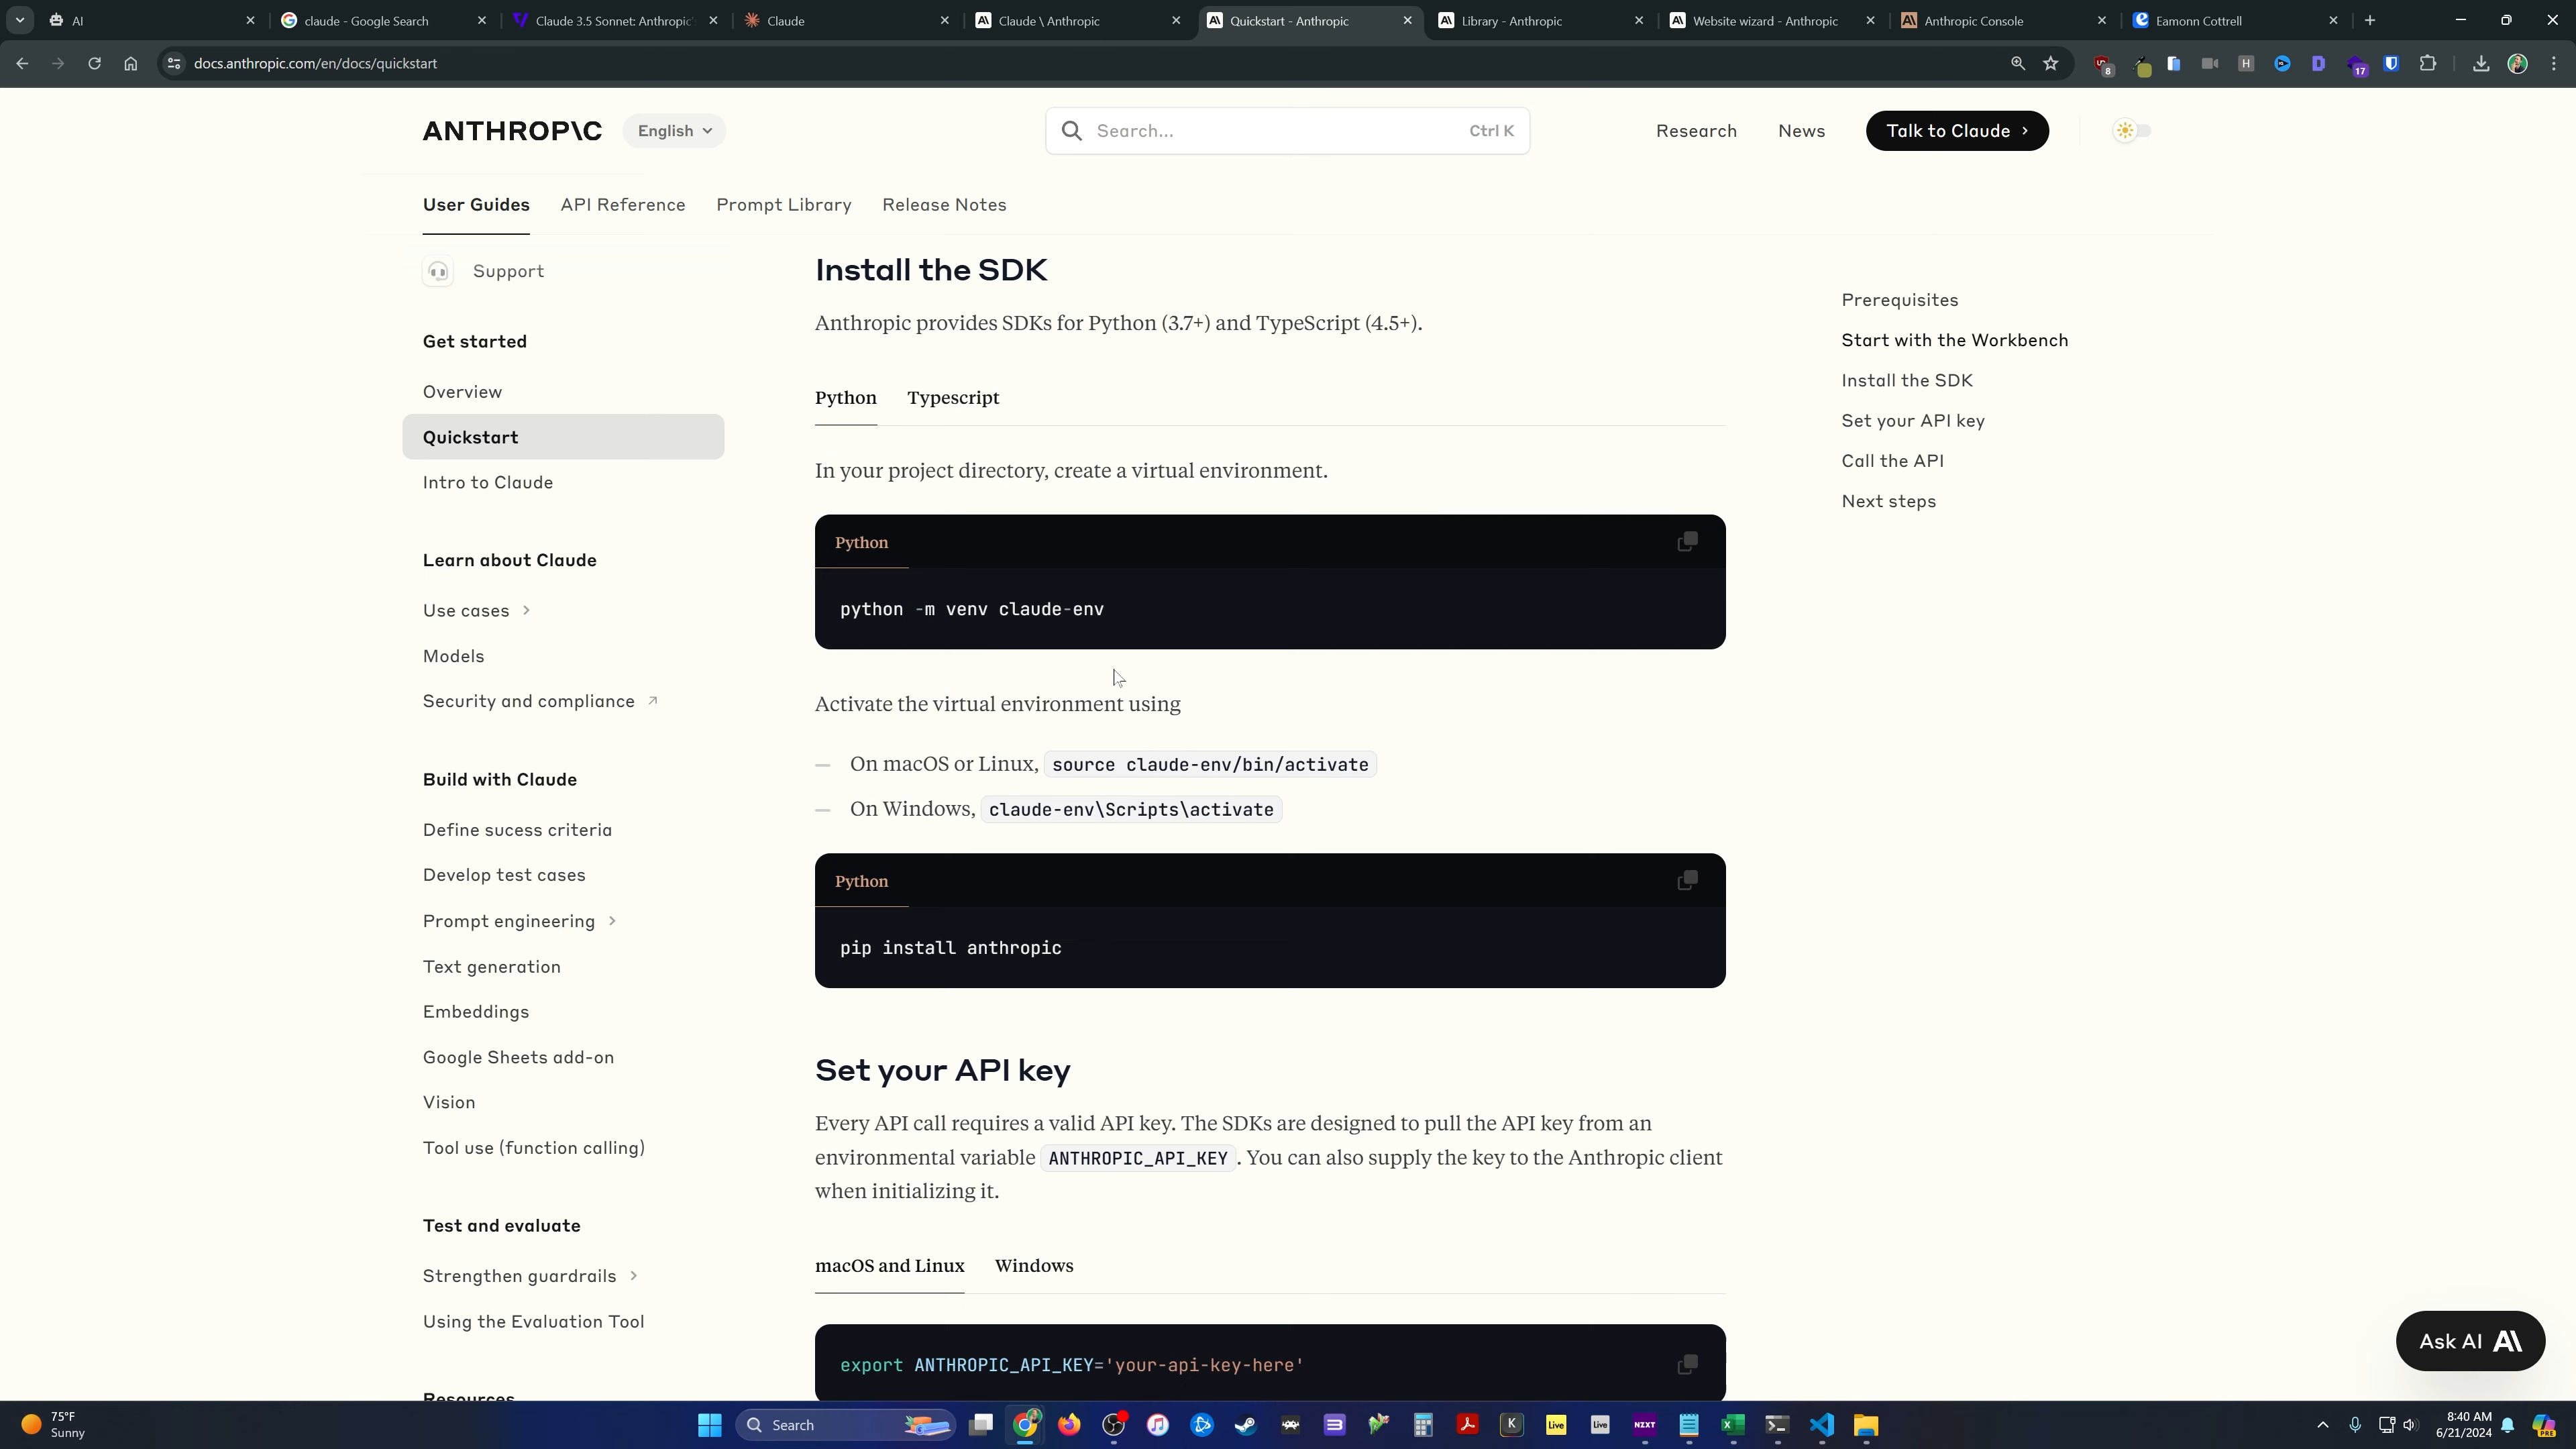 AI
claude - Google Search
Claude 3.5 Sonnet: Anthropic'
Claude
Claude \ Anthropic
Quickstart - Anthropic
Library - Anthropic
Website wizard - Anthropic
Anthropic Console
Eamonn Cottrell
docs.anthropic.com/en/docs/quickstart
8
H
D
17
ANTHROP\C
English
Search...
Ctrl K
Research
News
Talk to Claude
User Guides
API Reference
Prompt Library
Release Notes
Support
Get started
Overview
Quickstart
Intro to Claude
Learn about Claude
Use cases
Models
Security and compliance
Build with Claude
Define sucess criteria
Develop test cases
Prompt engineering
Text generation
Embeddings
Google Sheets add-on
Vision
Tool use (function calling)
Test and evaluate
Strengthen guardrails
Using the Evaluation Tool
Resources
Install the SDK
Anthropic provides SDKs for Python (3.7+) and TypeScript (4.5+).
Python
Typescript
In your project directory, create a virtual environment.
Python
python -m venv claude-env
Activate the virtual environment using
On macOS or Linux, source claude-env/bin/activate
On Windows, claude-env\Scripts\activate
Python
pip install anthropic
Set your API key
Every API call requires a valid API key. The SDKs are designed to pull the API key from an
environmental variable ANTHROPIC_API_KEY. You can also supply the key to the Anthropic client
when initializing it.
macOS and Linux
Windows
export ANTHROPIC_API_KEY='your-api-key-here'
Prerequisites
Start with the Workbench
Install the SDK
Set your API key
Call the API
Next steps
Ask AI
75°F
Sunny
Search
K
Live
Live
NZXT
8:40 AM
6/21/2024
PRE